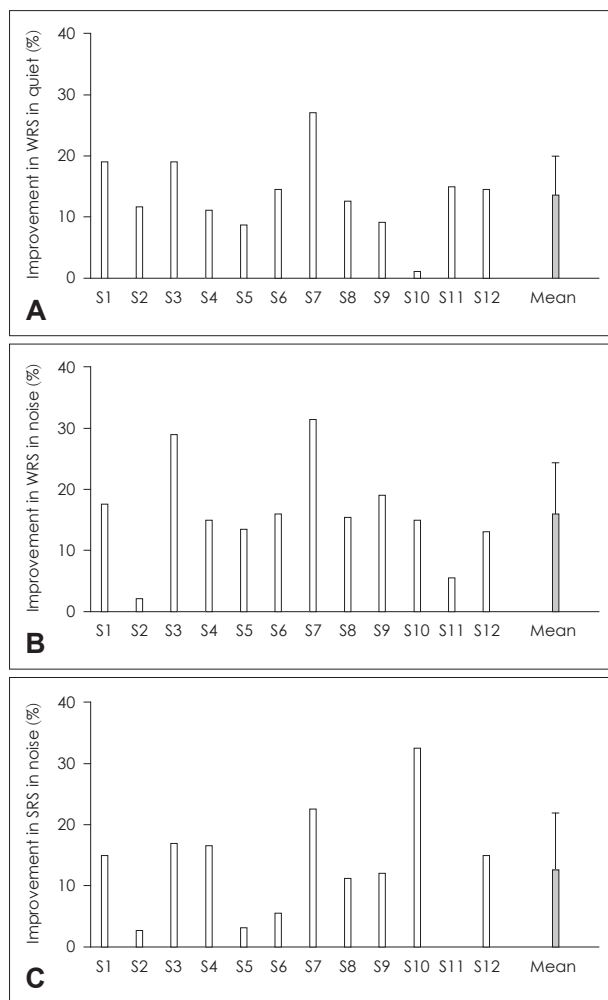 Improvement in WRS in quiet (%)
40
30
20
10
0
S1 S2 S3 S4 S5 S6 S7 S8 S9 S10 S11 S12 Mean
A
Improvement in WRS in noise (%)
40
30
20
10
0
S1 S2 S3 S4 S5 S6 S7 S8 S9 S10 S11 S12 Mean
B
Improvement in SRS in noise (%)
40
30
20
10
0
S1 S2 S3 S4 S5 S6 S7 S8 S9 S10 S11 S12 Mean
C